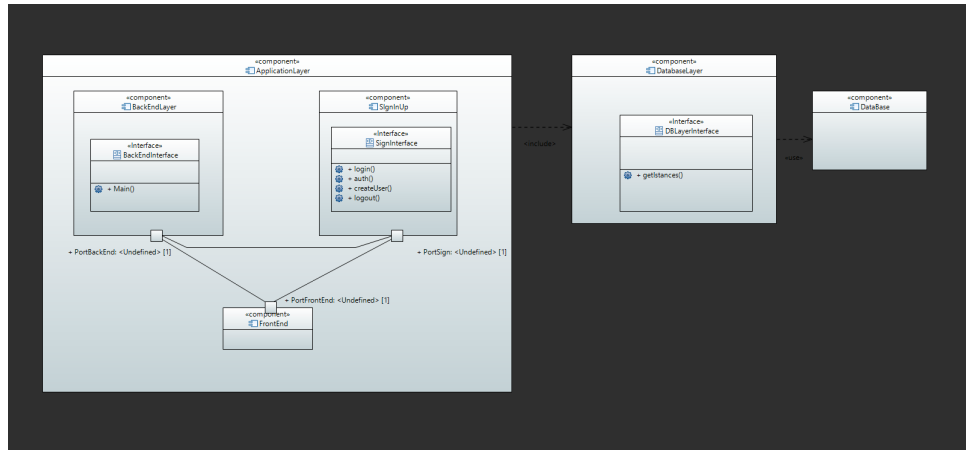 «component»
ApplicationLayer
«component»
BackEndLayer
«Interface»
BackEndInterface
+ Main()
«component»
SIgnInUp
«Interface»
SignInterface
+ login()
+ auth()
+ createUser()
+ logout()
+ PortBackEnd: <Undefined> [1]
+ PortSign: <Undefined> [1]
+ PortFrontEnd: <Undefined> [1]
«component»
FrontEnd
<include>
«component»
DatabaseLayer
«Interface»
DBLayerInterface
+ getIstances()
<use>
«component»
DataBase